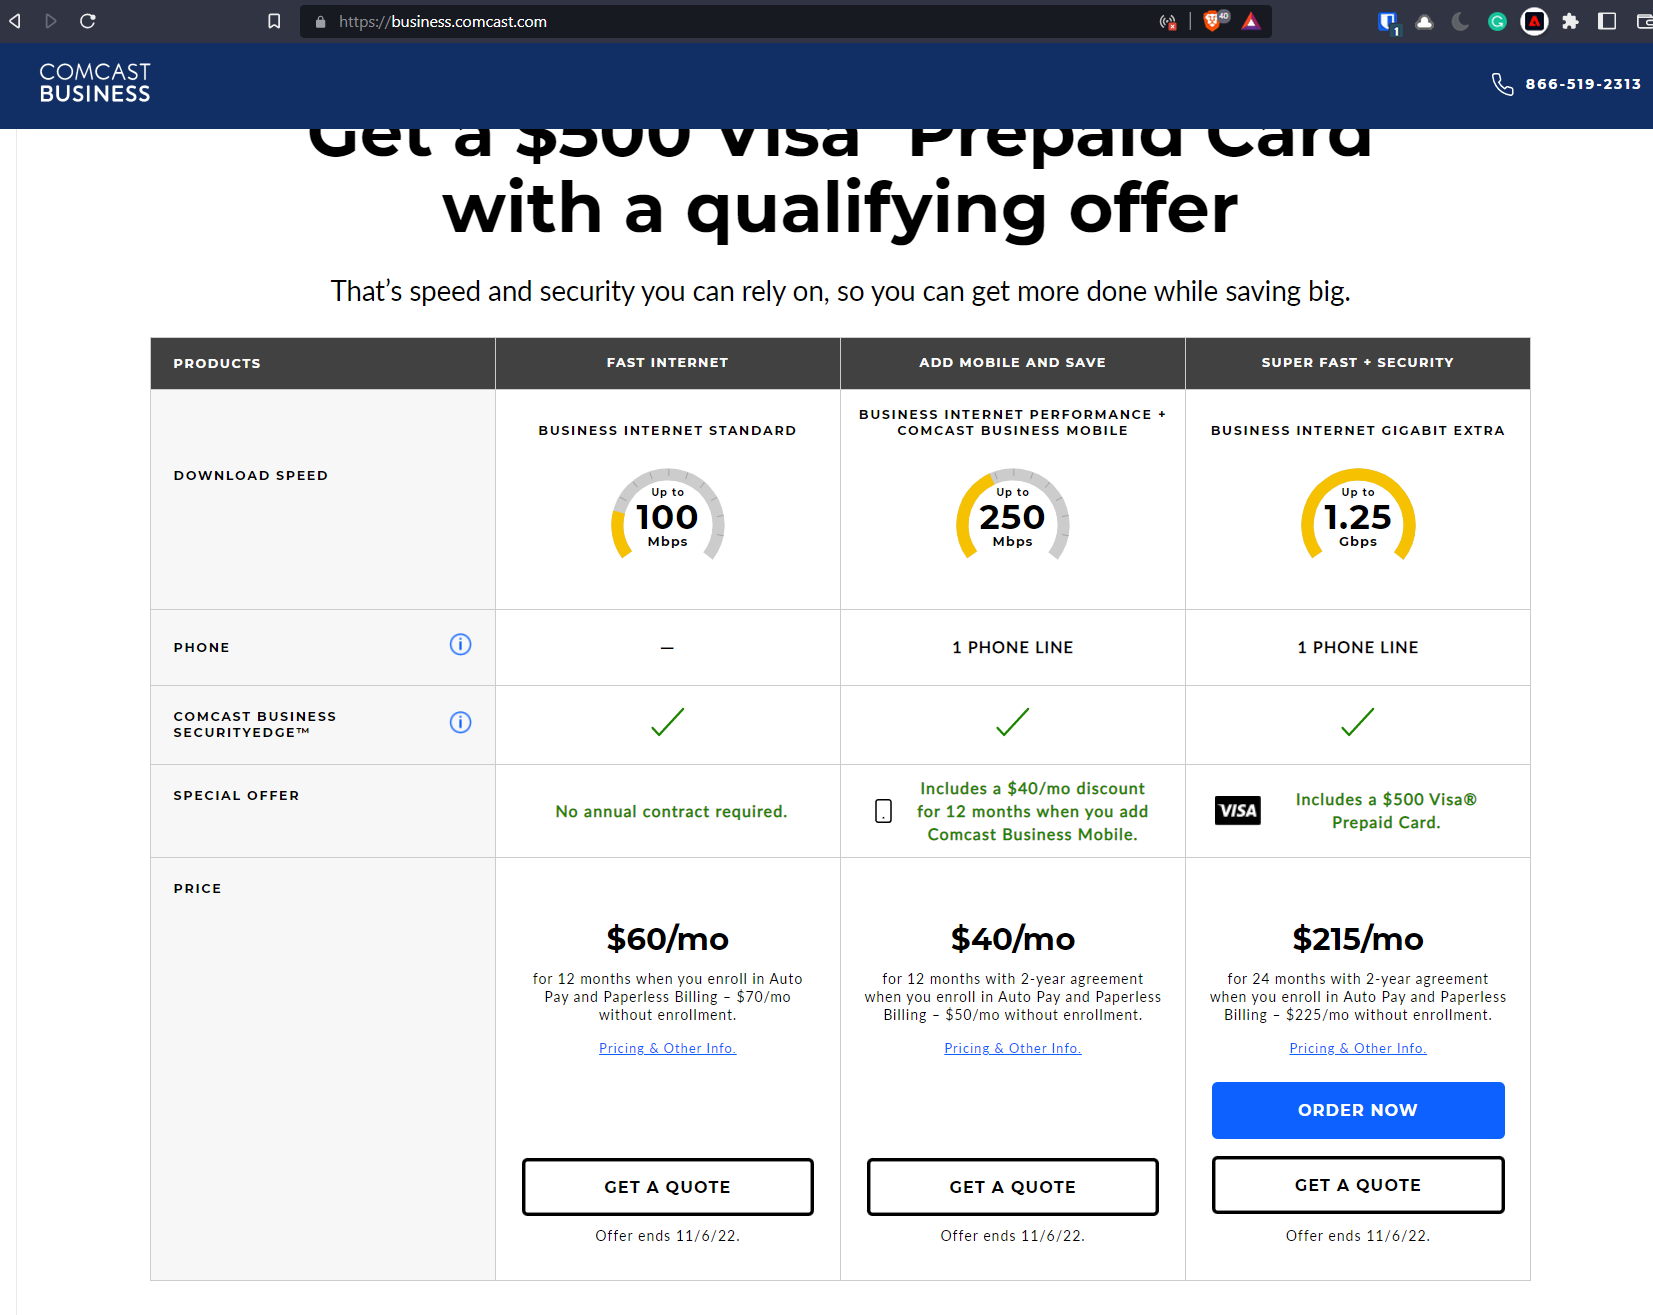 https://business.comcast.com
40
1
COMCAST
BUSINESS
866-519-2313
Get a $500 Visa® Prepaid Card
with a qualifying offer
That's speed and security you can rely on, so you can get more done while saving big.
PRODUCTS
FAST INTERNET
ADD MOBILE AND SAVE
SUPER FAST + SECURITY
DOWNLOAD SPEED
BUSINESS INTERNET STANDARD
Up to
100
Mbps
BUSINESS INTERNET PERFORMANCE +
COMCAST BUSINESS MOBILE
Up to
250
Mbps
BUSINESS INTERNET GIGABIT EXTRA
Up to
1.25
Gbps
PHONE
–
1 PHONE LINE
1 PHONE LINE
COMCAST BUSINESS
SECURITYEDGE™
SPECIAL OFFER
No annual contract required.
Includes a $40/mo discount
for 12 months when you add
Comcast Business Mobile.
VISA
Includes a $500 Visa®
Prepaid Card.
PRICE
$60/mo
for 12 months when you enroll in Auto
Pay and Paperless Billing – $70/mo
without enrollment.
Pricing & Other Info.
GET A QUOTE
Offer ends 11/6/22.
$40/mo
for 12 months with 2-year agreement
when you enroll in Auto Pay and Paperless
Billing – $50/mo without enrollment.
Pricing & Other Info.
GET A QUOTE
Offer ends 11/6/22.
$215/mo
for 24 months with 2-year agreement
when you enroll in Auto Pay and Paperless
Billing – $225/mo without enrollment.
Pricing & Other Info.
ORDER NOW
GET A QUOTE
Offer ends 11/6/22.